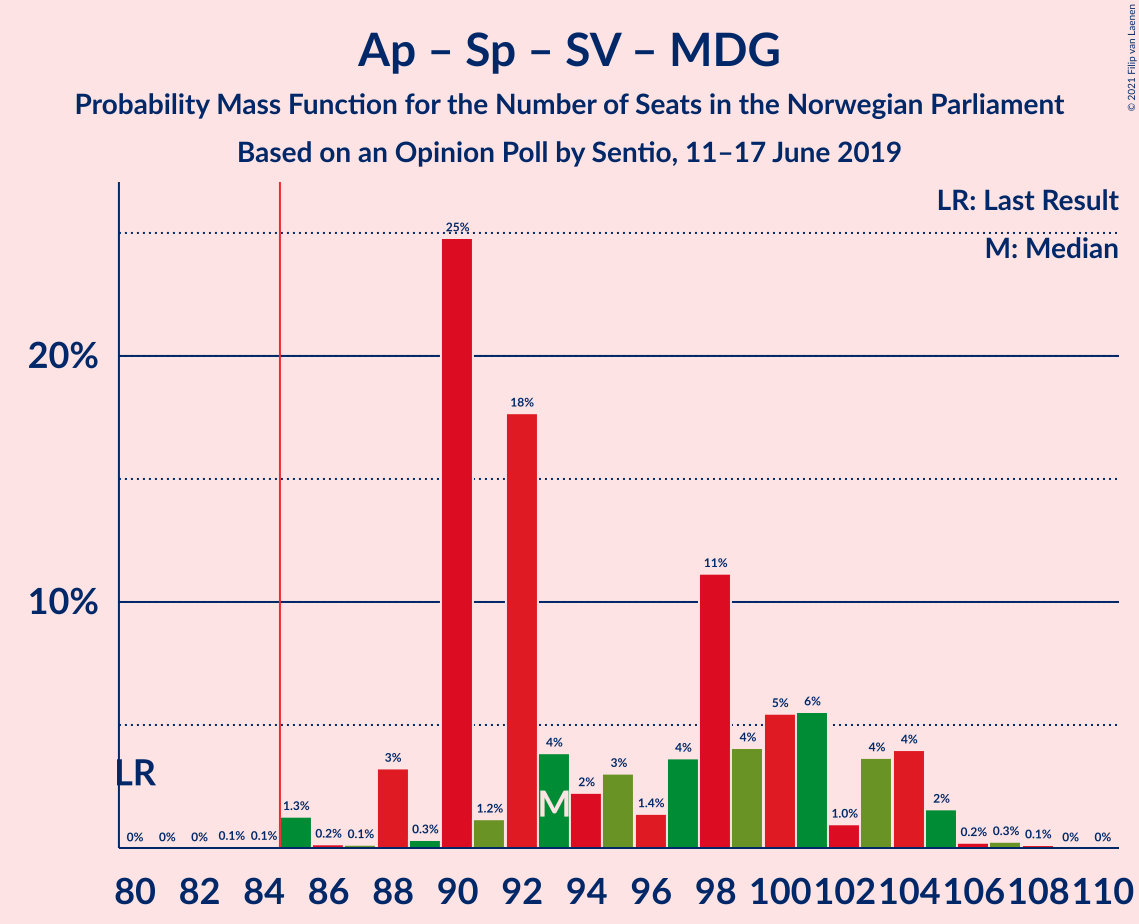 Ap – Sp – SV – MDG
Probability Mass Function for the Number of Seats in the Norwegian Parliament
Based on an Opinion Poll by Sentio, 11–17 June 2019
© 2021 Filip van Laenen
LR: Last Result
M: Median
20%
10%
LR
M
0% 0% 0% 0.1% 0.1% 1.3% 0.2% 0.1% 3% 0.3% 25% 1.2% 18% 4% 2% 3% 1.4% 4% 11% 4% 5% 6% 1.0% 4% 4% 2% 0.2% 0.3% 0.1% 0% 0%
80 82 84 86 88 90 92 94 96 98 100 102 104 106 108 110